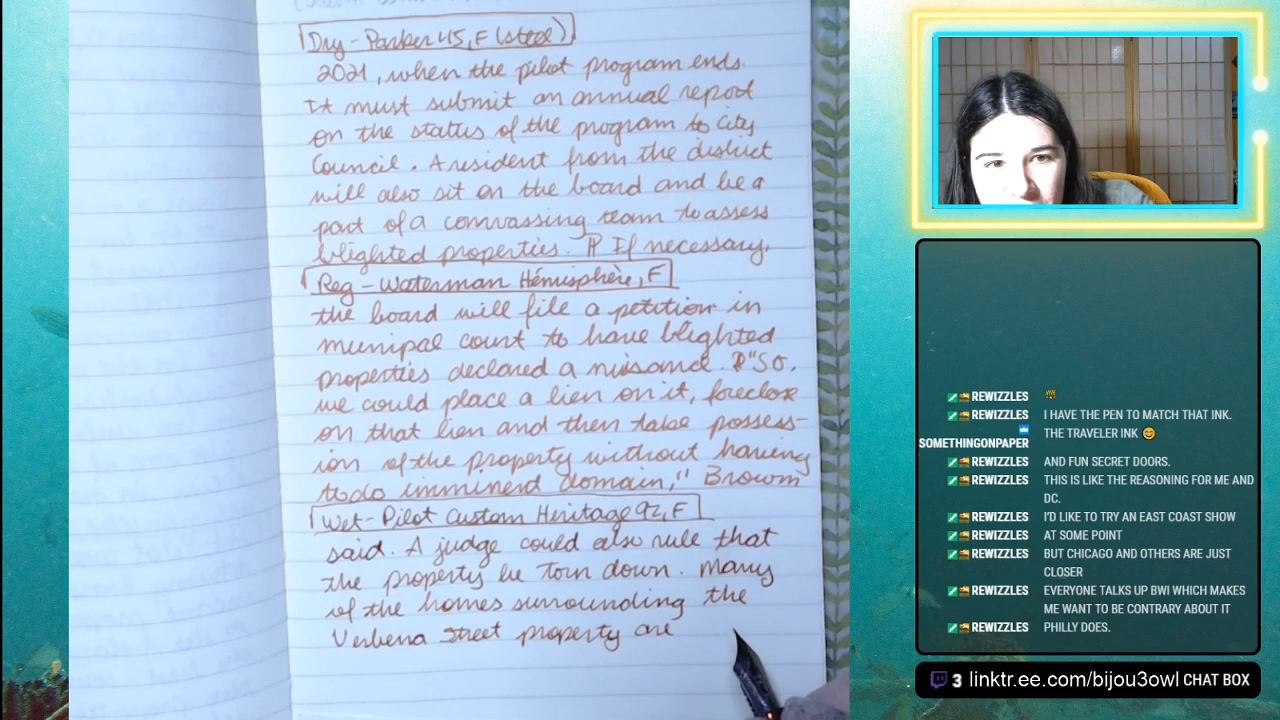 Dry - Parker 45, F (steel)
2021, when the pilot program ends.
It must submit an annual report
on the status of the program to City
Council. A resident from the district
will also sit on the board and be a
part of a convassing team to assess
blighted properties. ¶ If necessary,
Reg - Waterman Hémisphère, F
the board will file a petition in
munipal court to have blighted
properties declared a nuisance. ¶ "So,
we could place a lien on it, foreclose
on that lien and then take possess-
ion of the property without having
to do imminent domain," Brown
Wet - Pilot Custom Heritage 92, F
said. A judge could also rule that
the property be torn down. Many
of the homes surrounding the
Verbena Street property are
REWIZZLES
REWIZZLES I HAVE THE PEN TO MATCH THAT INK.
SOMETHINGONPAPER THE TRAVELER INK 😊
REWIZZLES AND FUN SECRET DOORS.
REWIZZLES THIS IS LIKE THE REASONING FOR ME AND
DC.
REWIZZLES I'D LIKE TO TRY AN EAST COAST SHOW
REWIZZLES AT SOME POINT
REWIZZLES BUT CHICAGO AND OTHERS ARE JUST
CLOSER
REWIZZLES EVERYONE TALKS UP BWI WHICH MAKES
ME WANT TO BE CONTRARY ABOUT IT
REWIZZLES PHILLY DOES.
3 linktr.ee.com/bijou3owl CHAT BOX